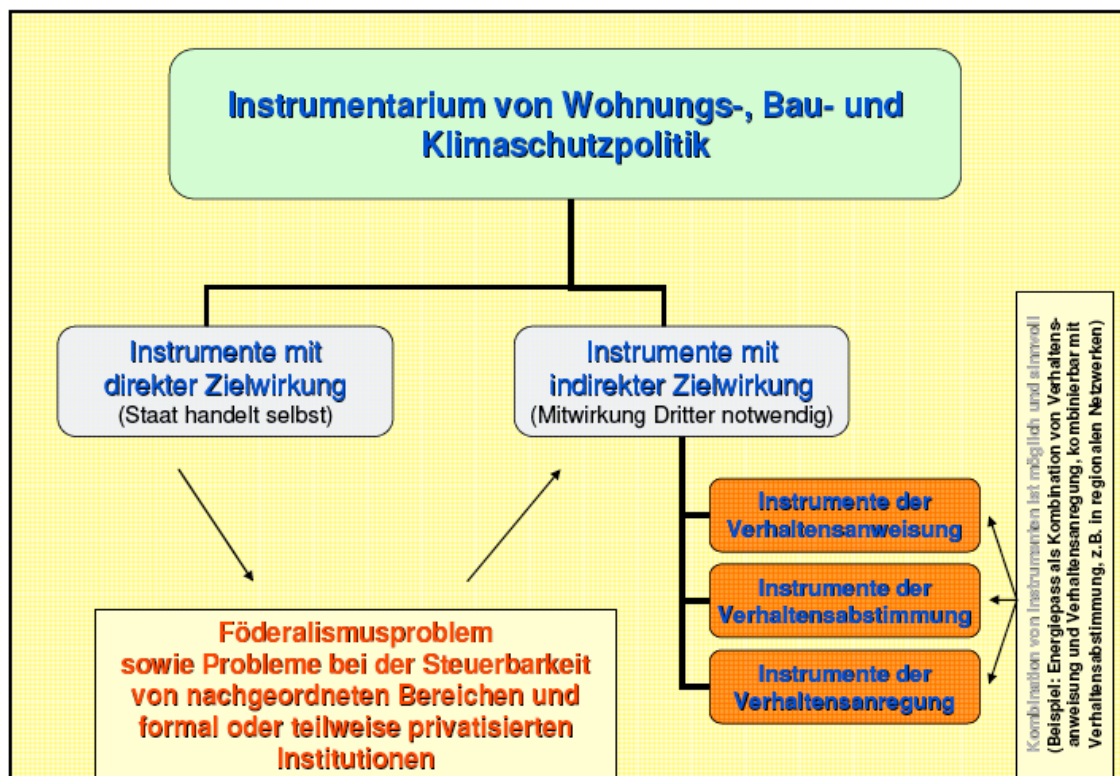 Instrumentarium von Wohnungs-, Bau- und
Klimaschutzpolitik
Instrumente mit
direkter Zielwirkung
(Staat handelt selbst)
Instrumente mit
indirekter Zielwirkung
(Mitwirkung Dritter notwendig)
Instrumente der
Verhaltensanweisung
Instrumente der
Verhaltensabstimmung
Instrumente der
Verhaltensanregung
Föderalismusproblem
sowie Probleme bei der Steuerbarkeit
von nachgeordneten Bereichen und
formal oder teilweise privatisierten
Institutionen
Kombination von Instrumenten ist möglich und sinnvoll
(Beispiel: Energiepass als Kombination von Verhaltens-
anweisung und Verhaltensanregung, kombinierbar mit
Verhaltensabstimmung, z.B. in regionalen Netzwerken)